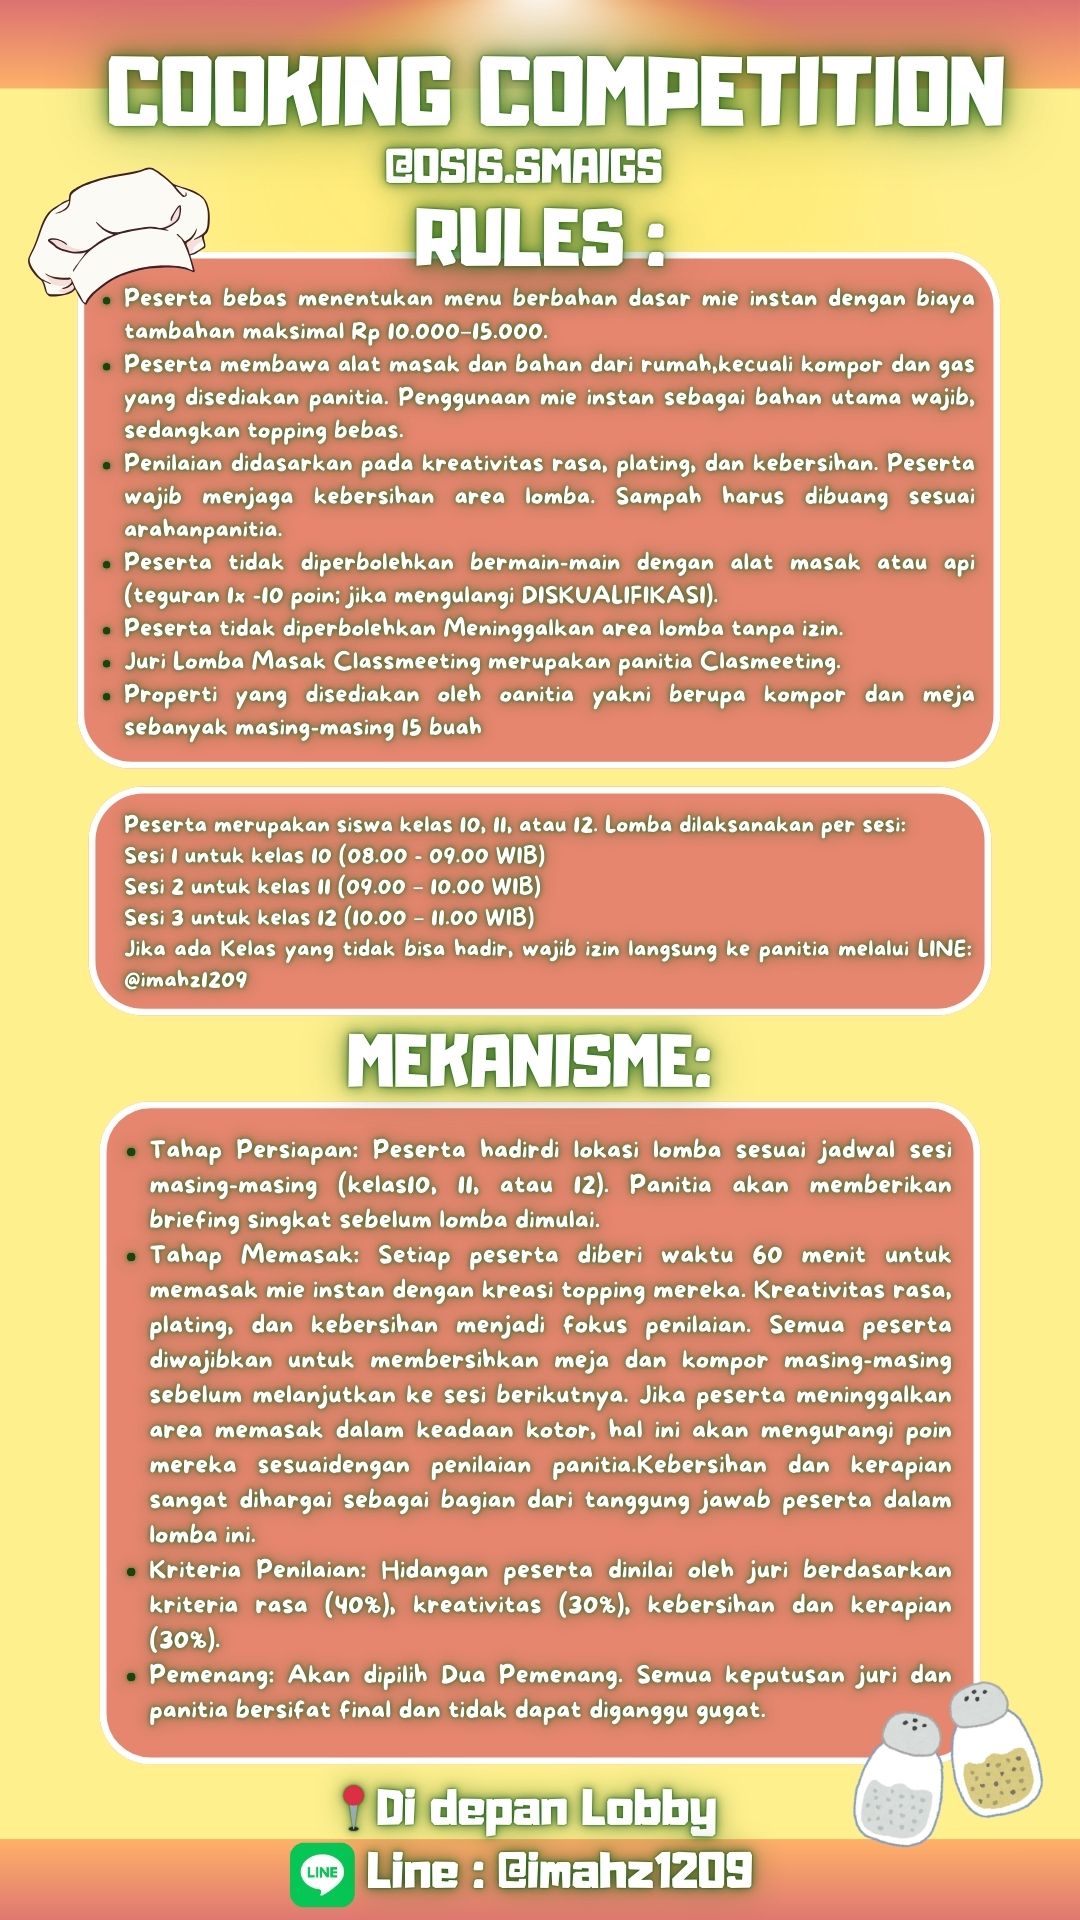 COOKING COMPETITION
@OSIS.SMAIGS
RULES :
• Peserta bebas menentukan menu berbahan dasar mie instan dengan biaya
tambahan maksimal Rp 10.000–15.000.
• Peserta membawa alat masak dan bahan dari rumah,kecuali kompor dan gas
yang disediakan panitia. Penggunaan mie instan sebagai bahan utama wajib,
sedangkan topping bebas.
• Penilaian didasarkan pada kreativitas rasa, plating, dan kebersihan. Peserta
wajib menjaga kebersihan area lomba. Sampah harus dibuang sesuai
arahanpanitia.
• Peserta tidak diperbolehkan bermain-main dengan alat masak atau api
(teguran 1x -10 poin; jika mengulangi DISKUALIFIKASI).
• Peserta tidak diperbolehkan Meninggalkan area lomba tanpa izin.
• Juri Lomba Masak Classmeeting merupakan panitia Clasmeeting.
• Properti yang disediakan oleh oanitia yakni berupa kompor dan meja
sebanyak masing-masing 15 buah
Peserta merupakan siswa kelas 10, 11, atau 12. Lomba dilaksanakan per sesi:
Sesi 1 untuk kelas 10 (08.00 - 09.00 WIB)
Sesi 2 untuk kelas 11 (09.00 – 10.00 WIB)
Sesi 3 untuk kelas 12 (10.00 – 11.00 WIB)
Jika ada Kelas yang tidak bisa hadir, wajib izin langsung ke panitia melalui LINE:
@imahz1209
MEKANISME:
• Tahap Persiapan: Peserta hadirdi lokasi lomba sesuai jadwal sesi
masing-masing (kelas10, 11, atau 12). Panitia akan memberikan
briefing singkat sebelum lomba dimulai.
• Tahap Memasak: Setiap peserta diberi waktu 60 menit untuk
memasak mie instan dengan kreasi topping mereka. Kreativitas rasa,
plating, dan kebersihan menjadi fokus penilaian. Semua peserta
diwajibkan untuk membersihkan meja dan kompor masing-masing
sebelum melanjutkan ke sesi berikutnya. Jika peserta meninggalkan
area memasak dalam keadaan kotor, hal ini akan mengurangi poin
mereka sesuaidengan penilaian panitia.Kebersihan dan kerapian
sangat dihargai sebagai bagian dari tanggung jawab peserta dalam
lomba ini.
• Kriteria Penilaian: Hidangan peserta dinilai oleh juri berdasarkan
kriteria rasa (40%), kreativitas (30%), kebersihan dan kerapian
(30%).
• Pemenang: Akan dipilih Dua Pemenang. Semua keputusan juri dan
panitia bersifat final dan tidak dapat diganggu gugat.
Di depan Lobby
LINE
Line : @imahz1209